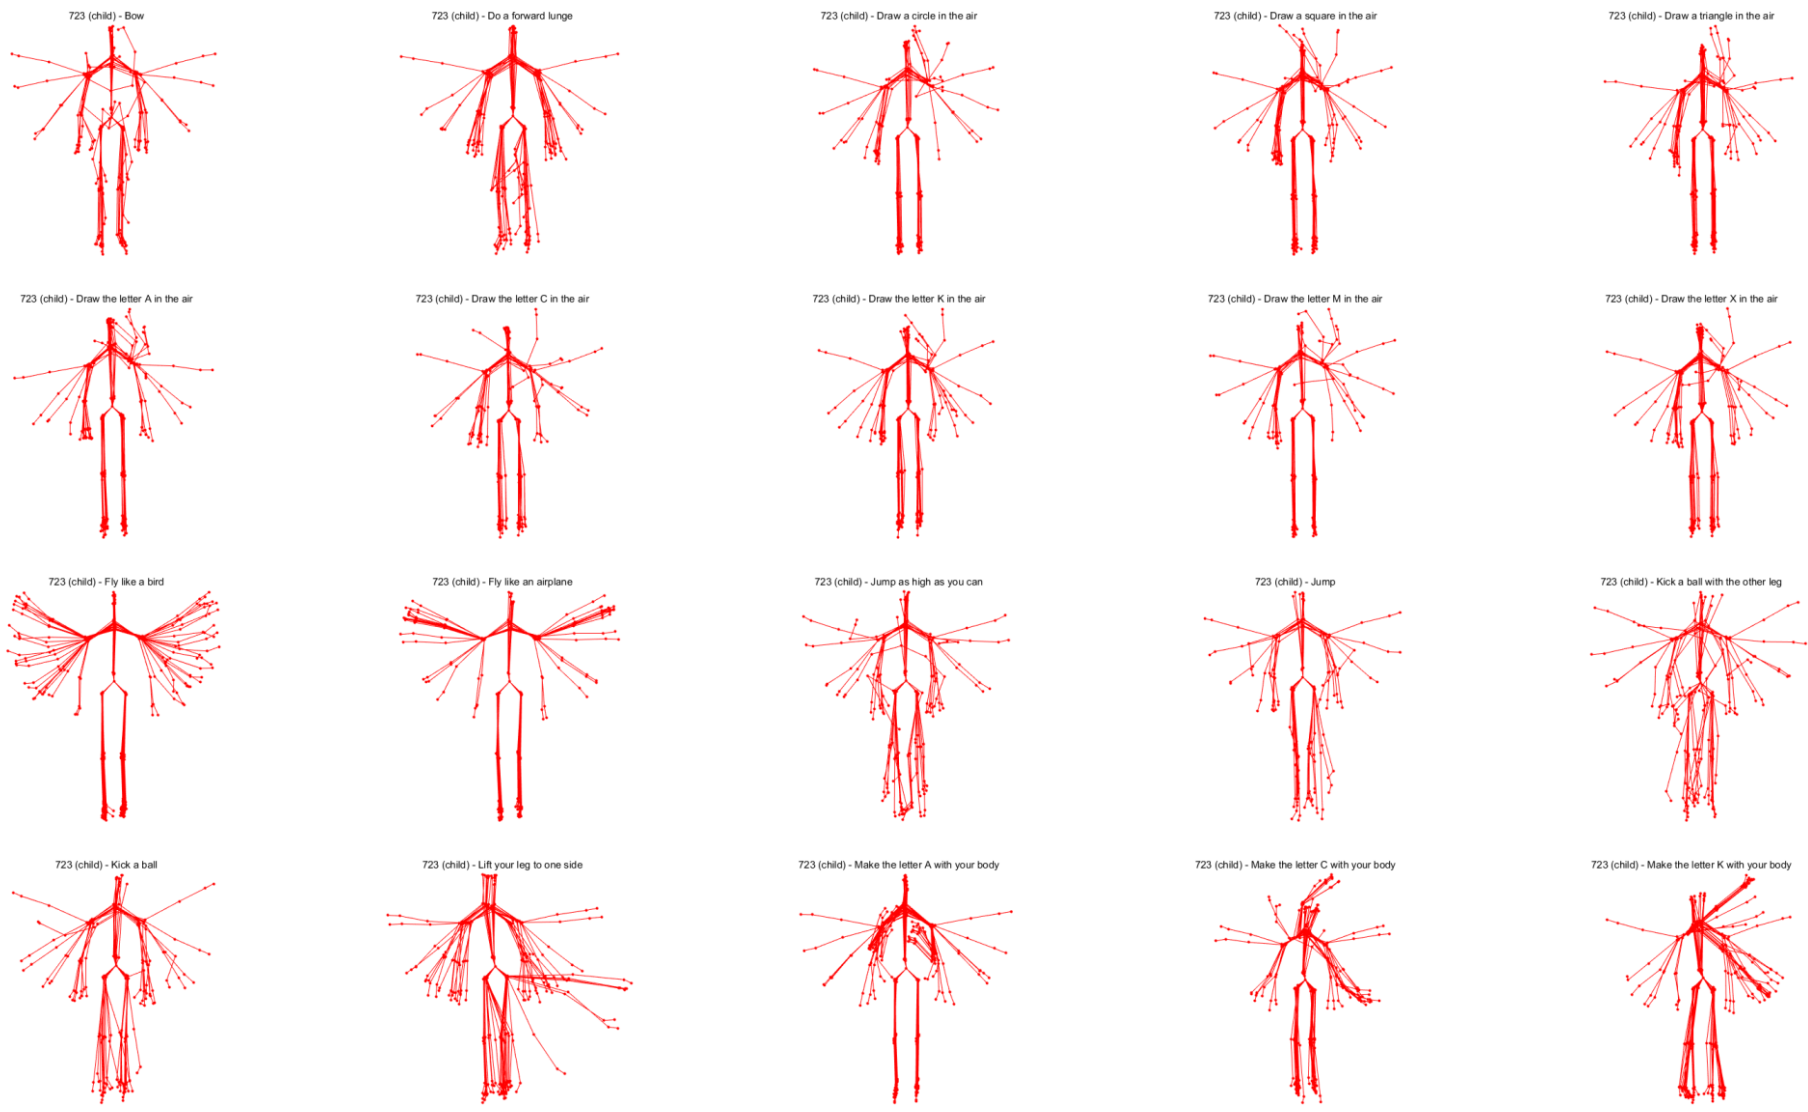 723 (child) - Bow
723 (child) - Do a forward lunge
723 (child) - Draw a circle in the air
723 (child) - Draw a square in the air
723 (child) - Draw a triangle in the air
723 (child) - Draw the letter A in the air
723 (child) - Draw the letter C in the air
723 (child) - Draw the letter K in the air
723 (child) - Draw the letter M in the air
723 (child) - Draw the letter X in the air
723 (child) - Fly like a bird
723 (child) - Fly like an airplane
723 (child) - Jump as high as you can
723 (child) - Jump
723 (child) - Kick a ball with the other leg
723 (child) - Kick a ball
723 (child) - Lift your leg to one side
723 (child) - Make the letter A with your body
723 (child) - Make the letter C with your body
723 (child) - Make the letter K with your body